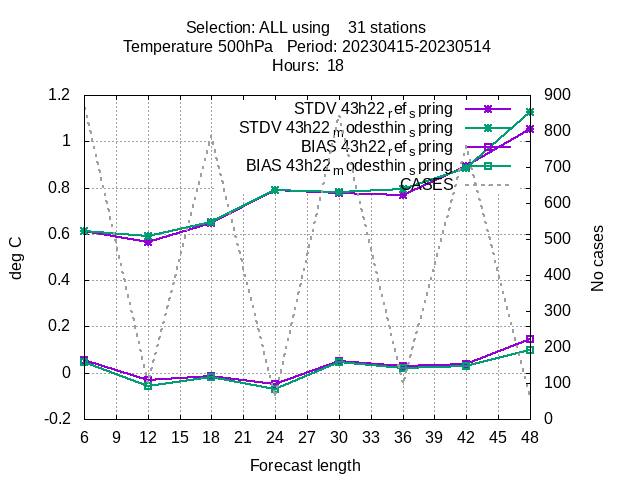 Selection: ALL using    31 stations
Temperature 500hPa   Period: 20230415-20230514
Hours: 18
STDV 43h22_ref_spring
STDV 43h22_modesthin_spring
BIAS 43h22_ref_spring
BIAS 43h22_modesthin_spring
CASES
1.2
1
0.8
0.6
0.4
0.2
0
-0.2
deg C
900
800
700
600
500
400
300
200
100
0
No cases
6 9 12 15 18 21 24 27 30 33 36 39 42 45 48
Forecast length